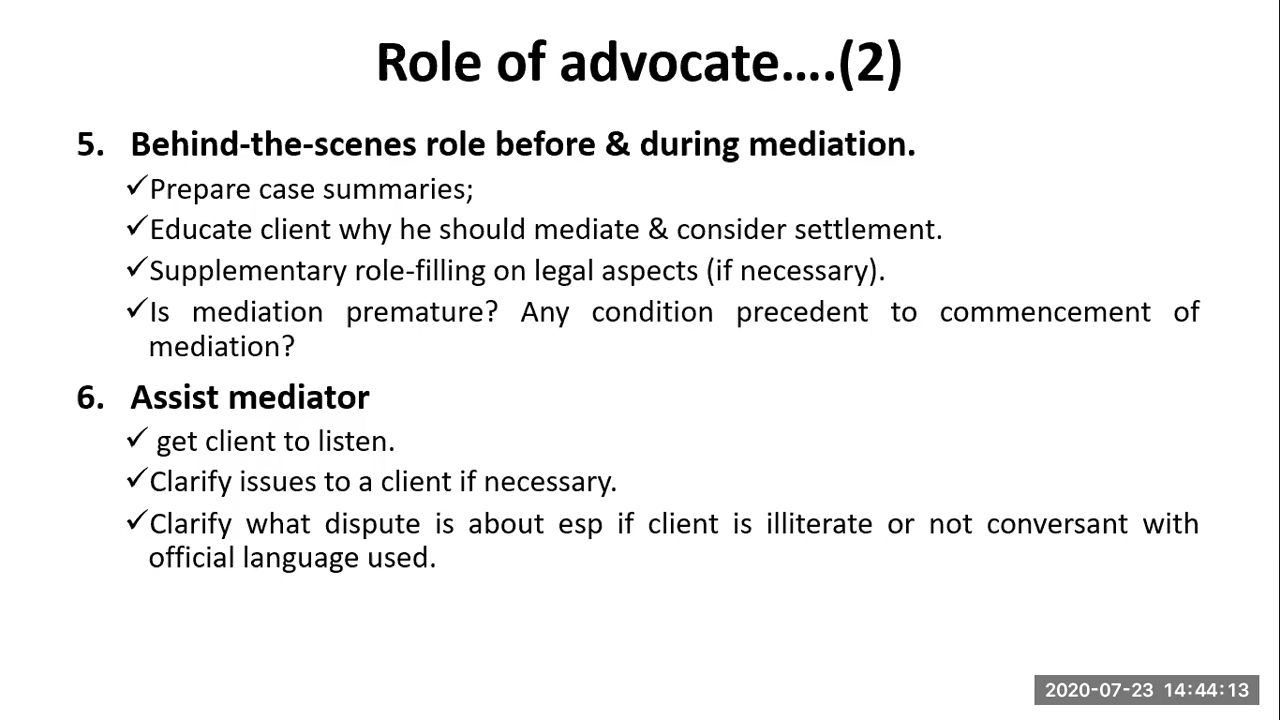 Role of advocate….(2)
5. Behind-the-scenes role before & during mediation.
✓Prepare case summaries;
✓Educate client why he should mediate & consider settlement.
✓Supplementary role-filling on legal aspects (if necessary).
✓Is mediation premature? Any condition precedent to commencement of
mediation?
6. Assist mediator
✓ get client to listen.
✓Clarify issues to a client if necessary.
✓Clarify what dispute is about esp if client is illiterate or not conversant with
official language used.
2020-07-23 14:44:13